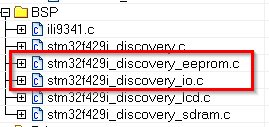 BSP
ili9341.c
stm32f429i_discovery.c
stm32f429i_discovery_eeprom.c
stm32f429i_discovery_io.c
stm32f429i_discovery_lcd.c
stm32f429i_discovery_sdram.c